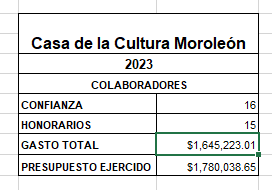 Casa de la Cultura Moroleón
2023
COLABORADORES
CONFIANZA 16
HONORARIOS 15
GASTO TOTAL $1,645,223.01
PRESUPUESTO EJERCIDO $1,780,038.65